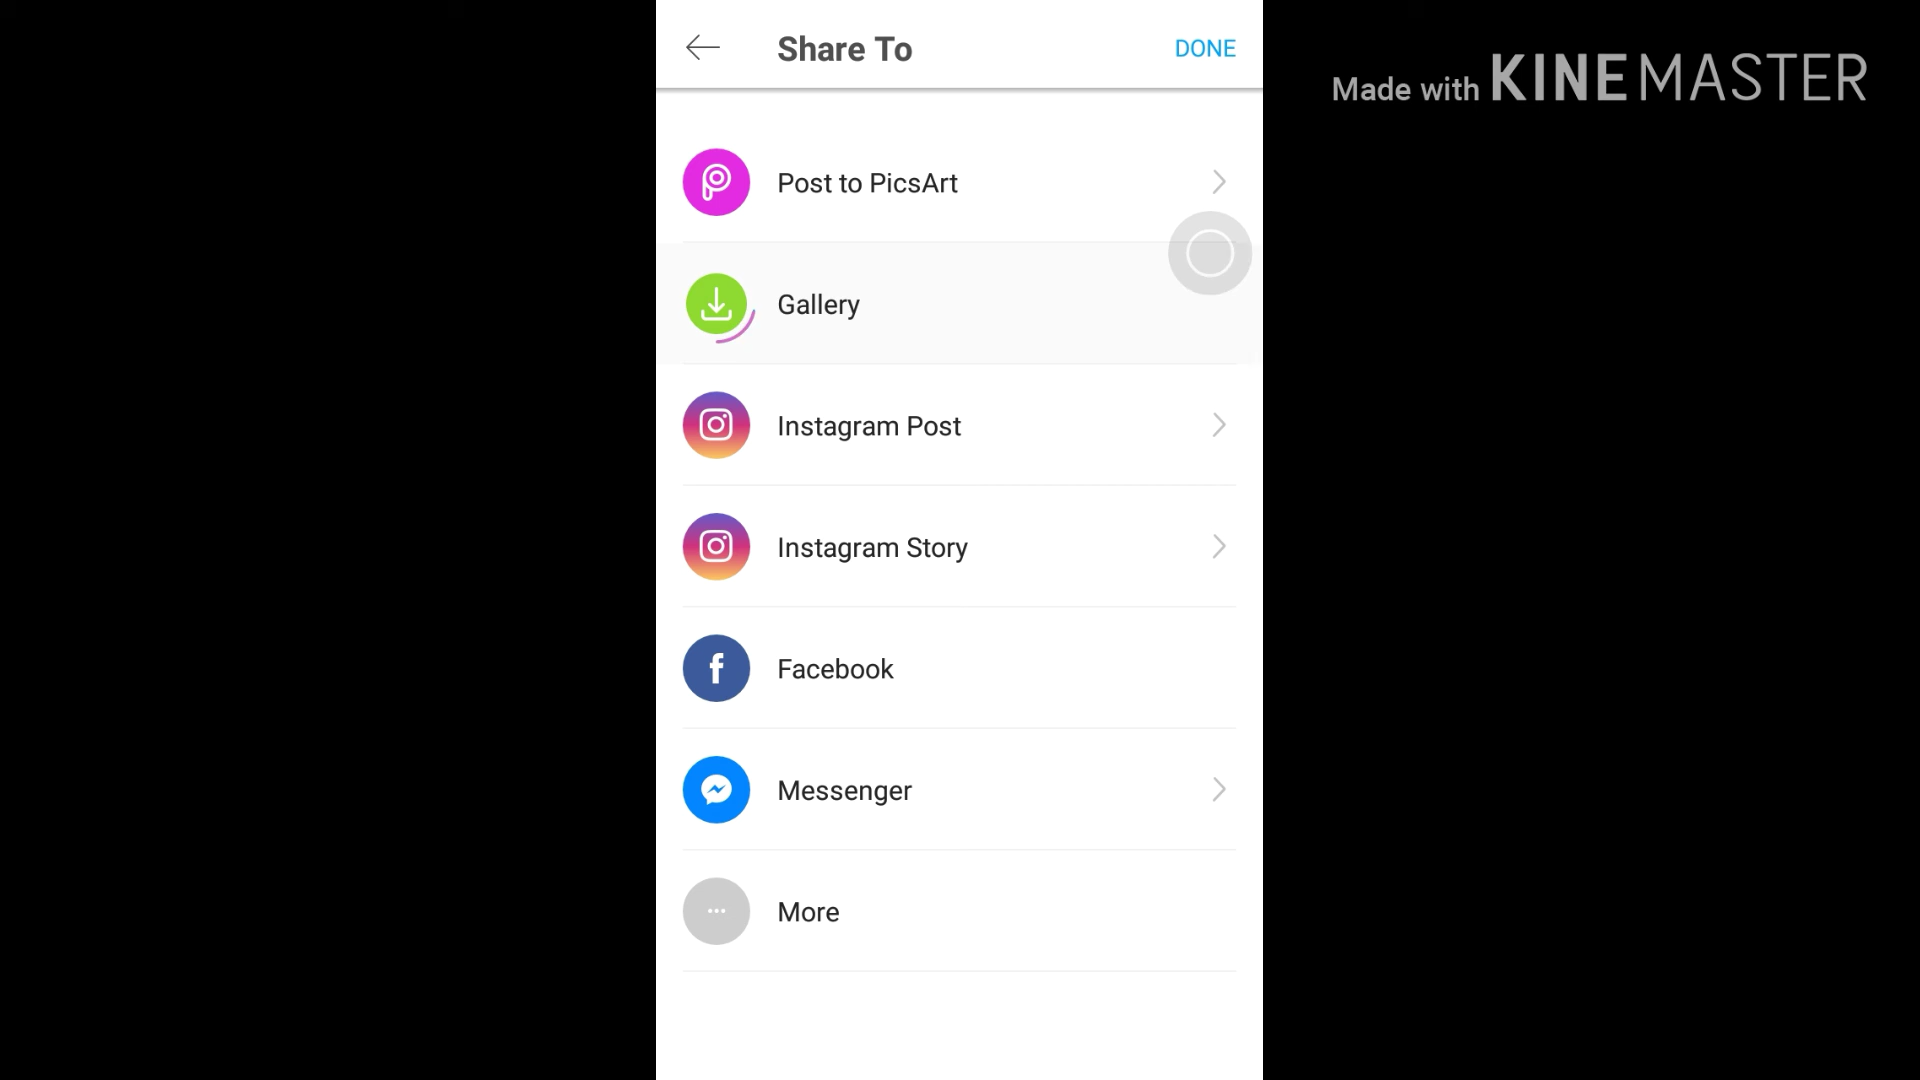 Share To
DONE
Made with KINEMASTER
Post to PicsArt
Gallery
Instagram Post
Instagram Story
Facebook
Messenger
More